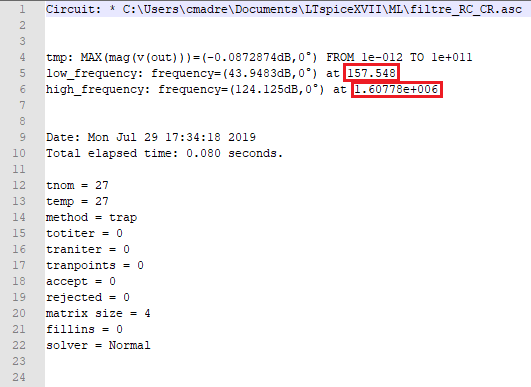 1 Circuit: * C:\Users\cmadre\Documents\LTspiceXVII\ML\filtre_RC_CR.asc
2
3
4 tmp: MAX(mag(v(out)))=(-0.0872874dB,0°) FROM 1e-012 TO 1e+011
5 low_frequency: frequency=(43.9483dB,0°) at 157.548
6 high_frequency: frequency=(124.125dB,0°) at 1.60778e+006
7
8
9 Date: Mon Jul 29 17:34:18 2019
10 Total elapsed time: 0.080 seconds.
11
12 tnom = 27
13 temp = 27
14 method = trap
15 totiter = 0
16 traniter = 0
17 tranpoints = 0
18 accept = 0
19 rejected = 0
20 matrix size = 4
21 fillins = 0
22 solver = Normal
23
24